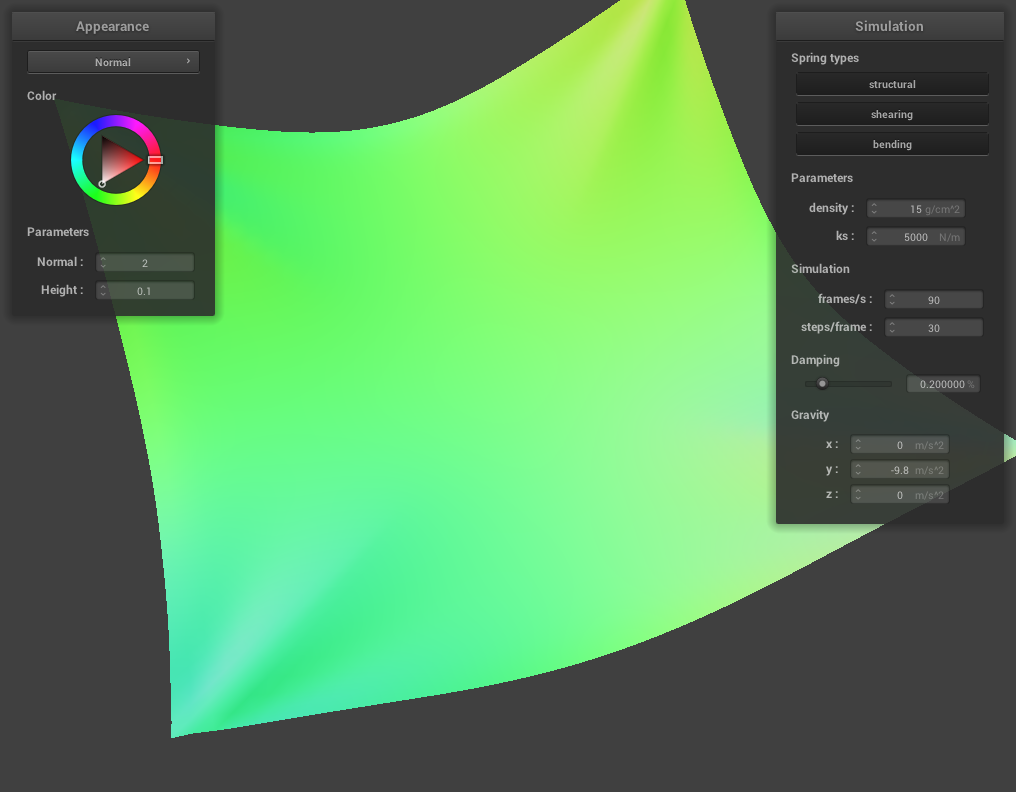 Appearance
Normal
Color
Parameters
Normal : 2
Height : 0.1
Simulation
Spring types
structural
shearing
bending
Parameters
density : 15 g/cm^2
ks : 5000 N/m
Simulation
frames/s : 90
steps/frame : 30
Damping
0.200000 %
Gravity
x : 0 m/s^2
y : -9.8 m/s^2
z : 0 m/s^2